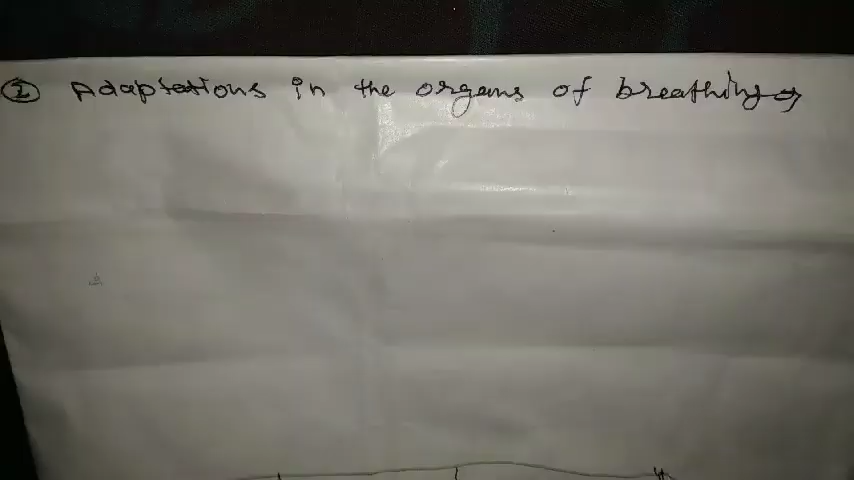 ② Adaptations in the organs of breathing →